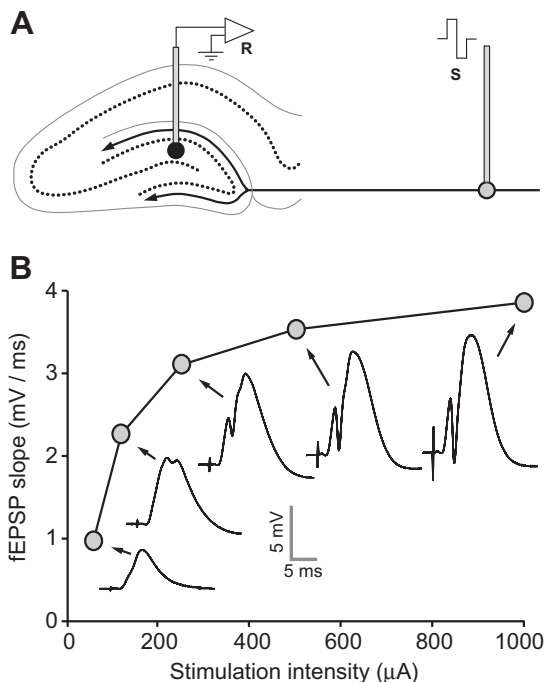 A
R
S
B
fEPSP slope (mV / ms)
4
3
2
1
0
5 mV
5 ms
0 200 400 600 800 1000
Stimulation intensity (μA)